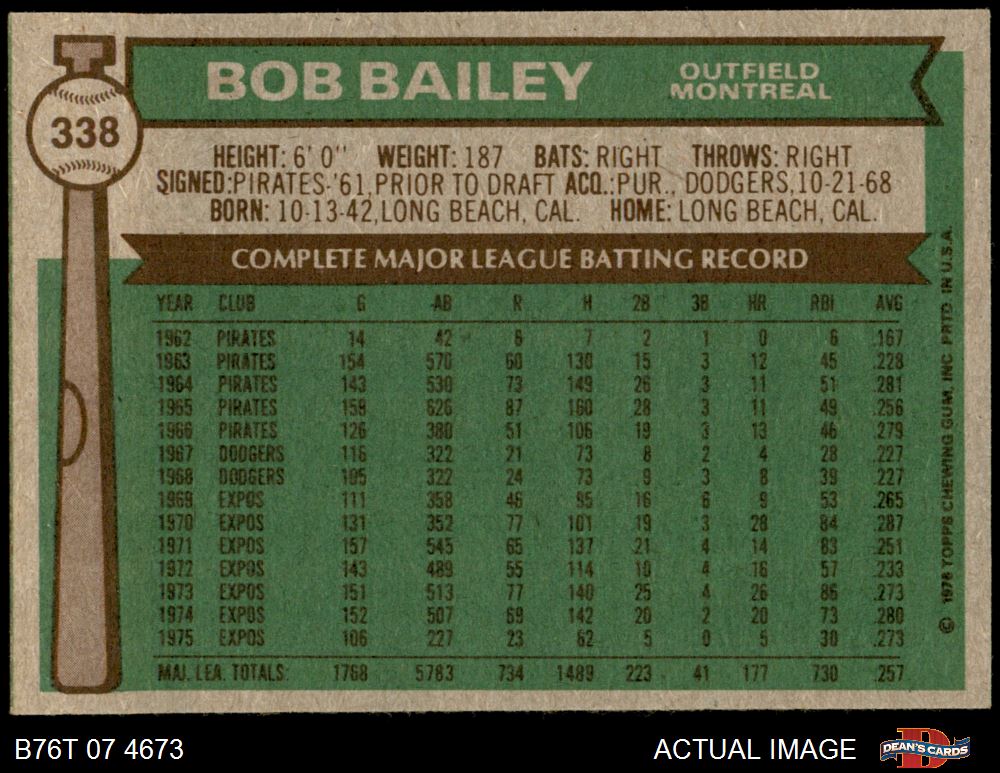 338
BOB BAILEY
OUTFIELD
MONTREAL
HEIGHT: 6' 0" WEIGHT: 187 BATS: RIGHT THROWS: RIGHT
SIGNED:PIRATES-'61,PRIOR TO DRAFT ACQ.:PUR., DODGERS,10-21-68
BORN: 10-13-42,LONG BEACH, CAL. HOME: LONG BEACH, CAL.
COMPLETE MAJOR LEAGUE BATTING RECORD
YEAR CLUB G AB R H 2B 3B HR RBI AVG
1962 PIRATES 14 42 6 7 2 1 0 6 .167
1963 PIRATES 154 570 60 130 15 3 12 45 .228
1964 PIRATES 143 530 73 149 26 3 11 51 .281
1965 PIRATES 159 626 87 160 28 3 11 49 .256
1966 PIRATES 126 380 51 106 19 3 13 46 .279
1967 DODGERS 116 322 21 73 8 2 4 28 .227
1968 DODGERS 105 322 24 73 9 3 8 39 .227
1969 EXPOS 111 358 46 95 16 6 9 53 .265
1970 EXPOS 131 352 77 101 19 3 28 84 .287
1971 EXPOS 157 545 65 137 21 4 14 83 .251
1972 EXPOS 143 489 55 114 10 4 16 57 .233
1973 EXPOS 151 513 77 140 25 4 26 86 .273
1974 EXPOS 152 507 69 142 20 2 20 73 .280
1975 EXPOS 106 227 23 62 5 0 5 30 .273
MAJ. LEA. TOTALS: 1768 5783 734 1489 223 41 177 730 .257
© 1976 TOPPS CHEWING GUM, INC PRTD IN U.S.A.
B76T 07 4673
ACTUAL IMAGE
DEAN'S CARDS